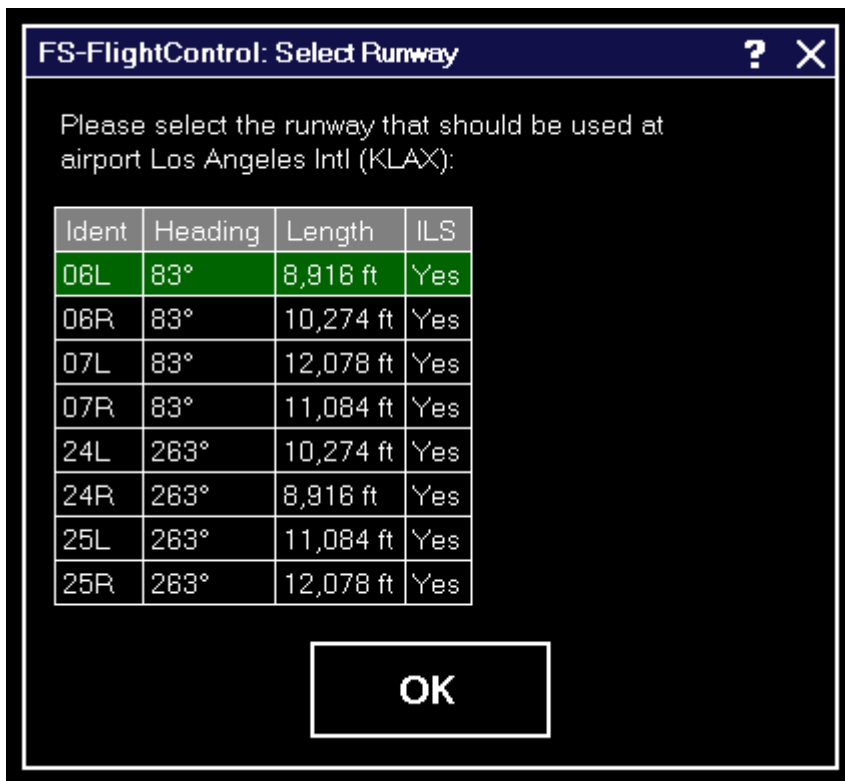 FS-FlightControl: Select Runway ? X
Please select the runway that should be used at
airport Los Angeles Intl (KLAX):
Ident Heading Length ILS
06L 83° 8,916 ft Yes
06R 83° 10,274 ft Yes
07L 83° 12,078 ft Yes
07R 83° 11,084 ft Yes
24L 263° 10,274 ft Yes
24R 263° 8,916 ft Yes
25L 263° 11,084 ft Yes
25R 263° 12,078 ft Yes
OK